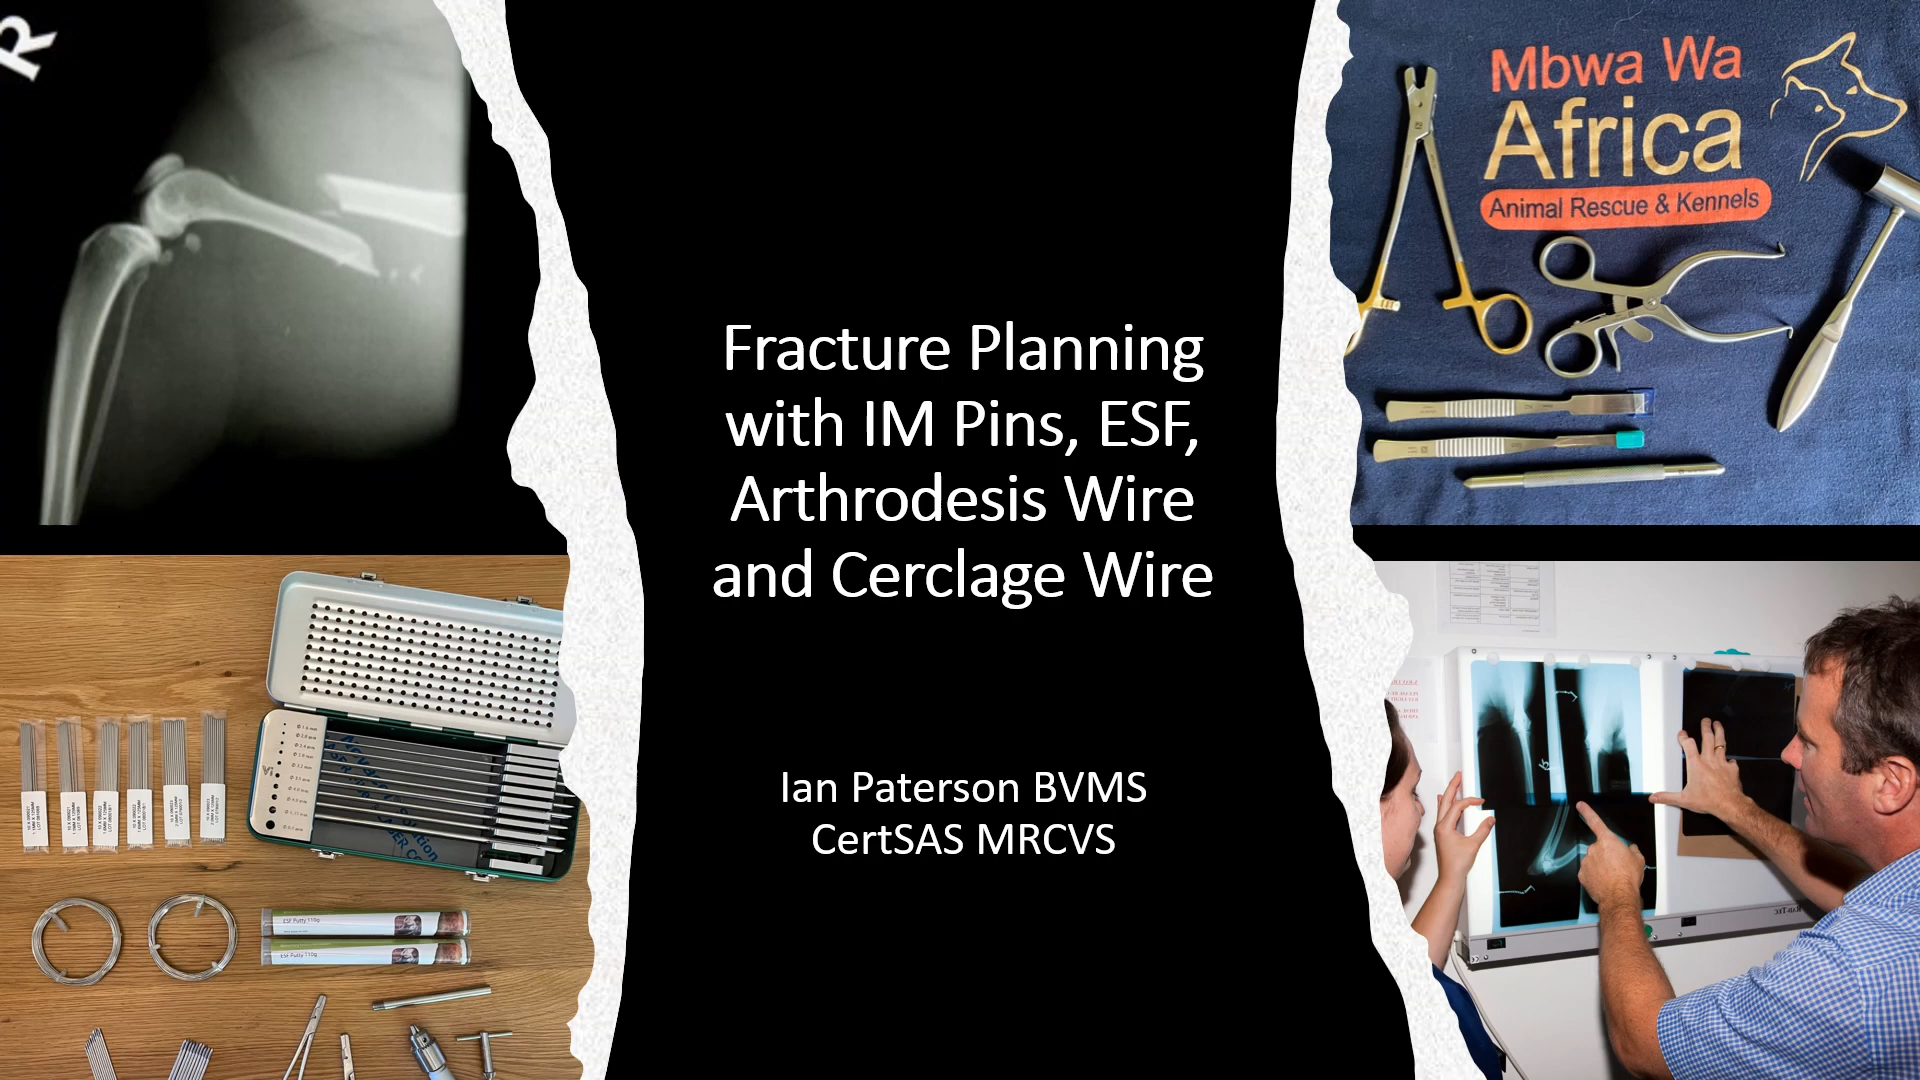 R
Fracture Planning
with IM Pins, ESF,
Arthrodesis Wire
and Cerclage Wire
Ian Paterson BVMS
CertSAS MRCVS
Mbwa Wa
Africa
Animal Rescue & Kennels
Vi
ESF Putty 110g
ESF Putty 110g